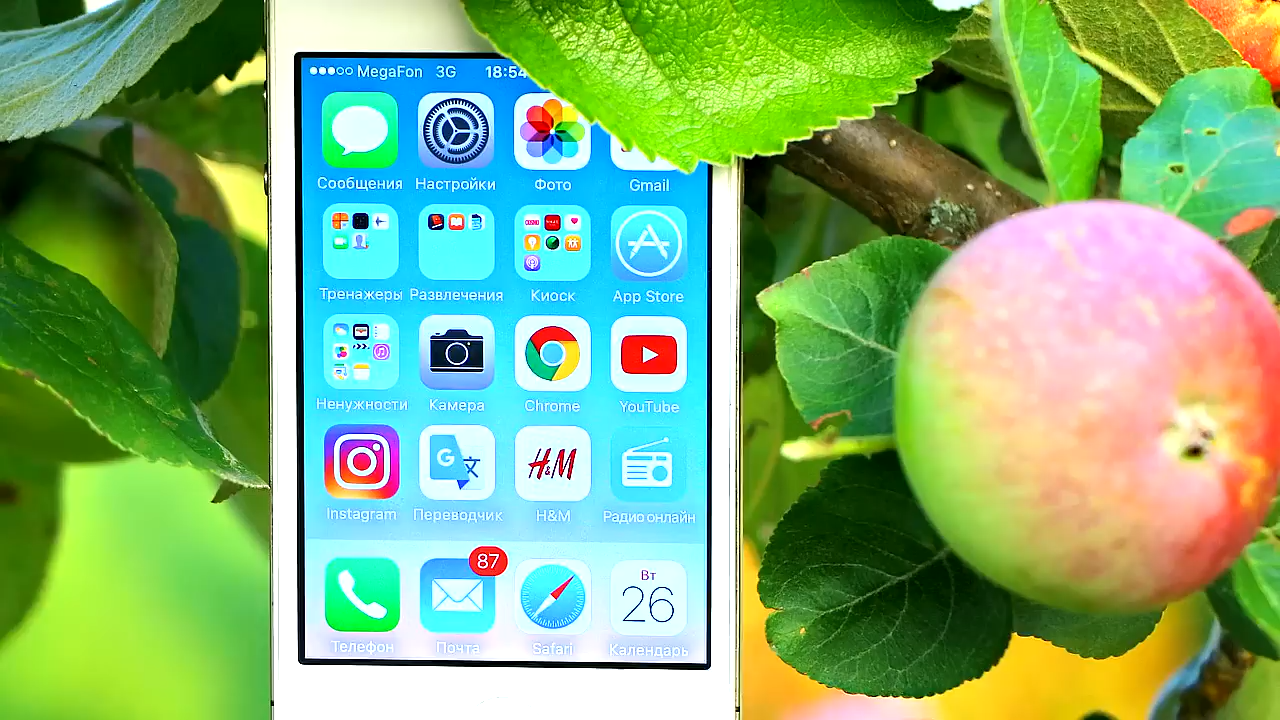 MegaFon 3G 18:54
Сообщения Настройки Фото Gmail
Тренажеры Развлечения Киоск App Store
Ненужности Камера Chrome YouTube
G 文
H&M
Instagram Переводчик H&M Радио онлайн
87
Вт
26
Телефон Почта Safari Календарь